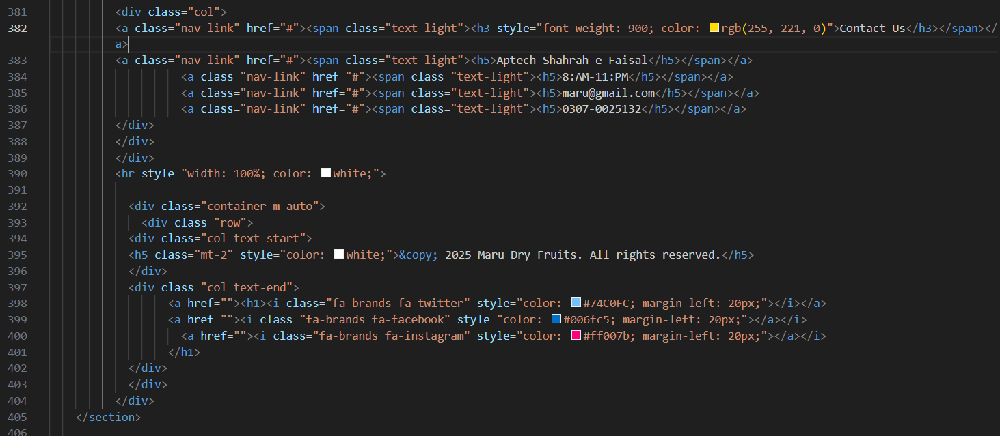 381 <div class="col">
382 <a class="nav-link" href="#"><span class="text-light"><h3 style="font-weight: 900; color: rgb(255, 221, 0)">Contact Us</h3></span></
a>
383 <a class="nav-link" href="#"><span class="text-light"><h5>Aptech Shahrah e Faisal</h5></span></a>
384 <a class="nav-link" href="#"><span class="text-light"><h5>8:AM-11:PM</h5></span></a>
385 <a class="nav-link" href="#"><span class="text-light"><h5>maru@gmail.com</h5></span></a>
386 <a class="nav-link" href="#"><span class="text-light"><h5>0307-0025132</h5></span></a>
387 </div>
388 </div>
389 </div>
390 <hr style="width: 100%; color: white;">
391
392 <div class="container m-auto">
393 <div class="row">
394 <div class="col text-start">
395 <h5 class="mt-2" style="color: white;">&copy; 2025 Maru Dry Fruits. All rights reserved.</h5>
396 </div>
397 <div class="col text-end">
398 <a href=""><h1><i class="fa-brands fa-twitter" style="color: #74C0FC; margin-left: 20px;"></i></a>
399 <a href=""><i class="fa-brands fa-facebook" style="color: #006fc5; margin-left: 20px;"></a></i>
400 <a href=""><i class="fa-brands fa-instagram" style="color: #ff007b; margin-left: 20px;"></a></i>
401 </h1>
402 </div>
403 </div>
404 </div>
405 </section>
406